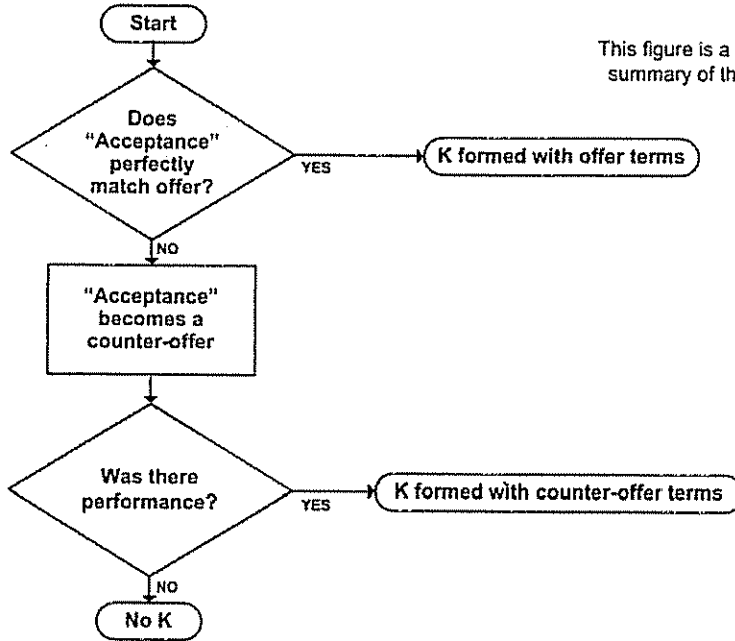 Start
This figure is a
summary of th
Does
“Acceptance”
perfectly
match offer?
YES
K formed with offer terms
NO
“Acceptance”
becomes a
counter-offer
Was there
performance?
YES
K formed with counter-offer terms
NO
No K